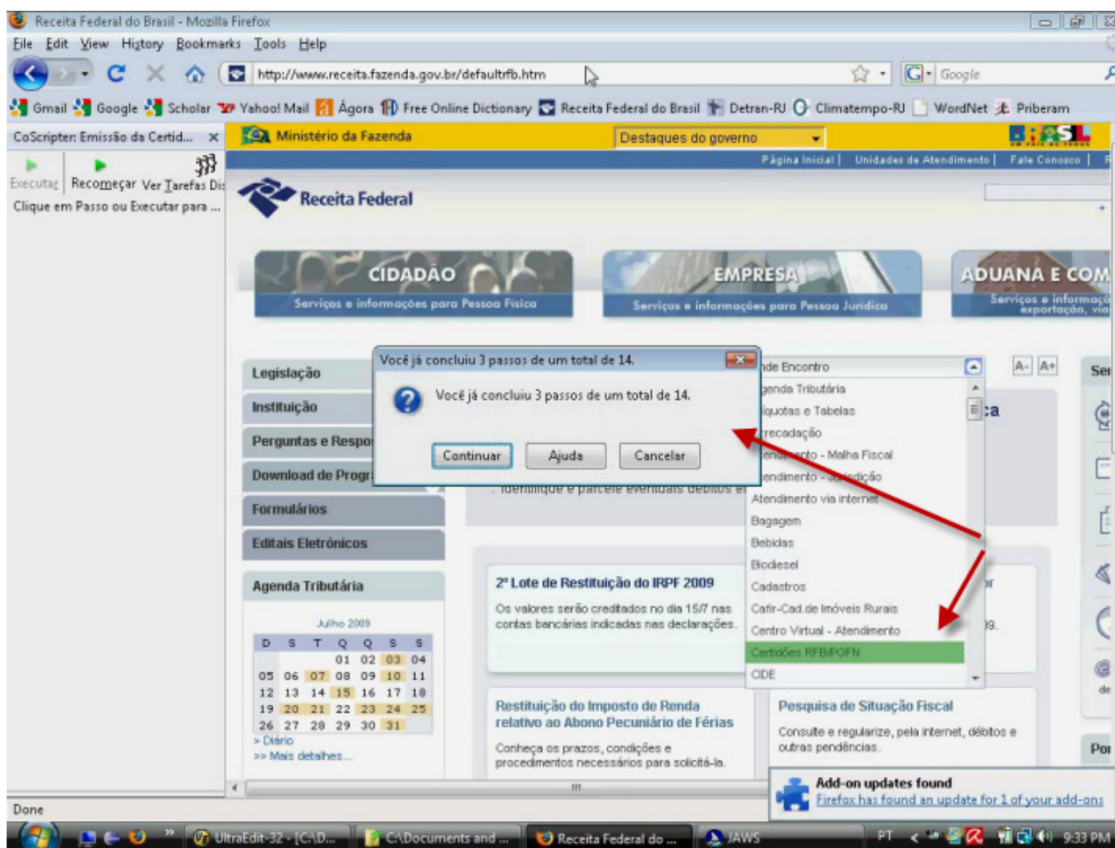 Receita Federal do Brasil - Mozilla Firefox
File Edit View History Bookmarks Tools Help
http://www.receita.fazenda.gov.br/defaultrfb.htm
Google
Gmail Google Scholar Yahoo! Mail Ágora Free Online Dictionary Receita Federal do Brasil Detran-RJ Climatempo-RJ WordNet Priberam
CoScripter: Emissão da Certid...
Executar Recomeçar Ver Tarefas
Clique em Passo ou Executar para ...
Ministério da Fazenda
Destaques do governo
Página Inicial | Unidades de Atendimento | Fale Conosco |
Receita Federal
CIDADÃO
Serviços e informações para Pessoa Física
EMPRESA
Serviços e informações para Pessoa Jurídica
ADUANA E
Serviços e
exportação,
Legislação
Instituição
Perguntas e
Download de
Formulários
Editais Eletrônicos
Você já concluiu 3 passos de um total de 14.
Você já concluiu 3 passos de um total de 14.
Continuar Ajuda Cancelar
. Identifique e parcele eventuais débitos
Encontro
A- A+
Tributária
e Tabelas
- Malha Fiscal
Atendimento via internet
Bagagem
Bebidas
Biodiesel
Cadastros
Cafir-Cad.de Imóveis Rurais
Centro Virtual - Atendimento
Certidões RFB/PGFN
CIDE
Agenda Tributária
Julho 2009
D S T Q Q S S
01 02 03 04
05 06 07 08 09 10 11
12 13 14 15 16 17 18
19 20 21 22 23 24 25
26 27 28 29 30 31
> Diário
>> Mais detalhes...
2º Lote de Restituição do IRPF 2009
Os valores serão creditados no dia 15/7 nas
contas bancárias indicadas nas declarações.
Restituição do Imposto de Renda
relativo ao Abono Pecuniário de Férias
Conheça os prazos, condições e
procedimentos necessários para solicitá-la.
Pesquisa de Situação Fiscal
Consulte e regularize, pela internet, débitos e
outras pendências.
Add-on updates found
Firefox has found an update for 1 of your add-ons
Done
UltraEdit-32 - [C:\D... C:\Documents and ... Receita Federal do ... JAWS PT 9:33 PM